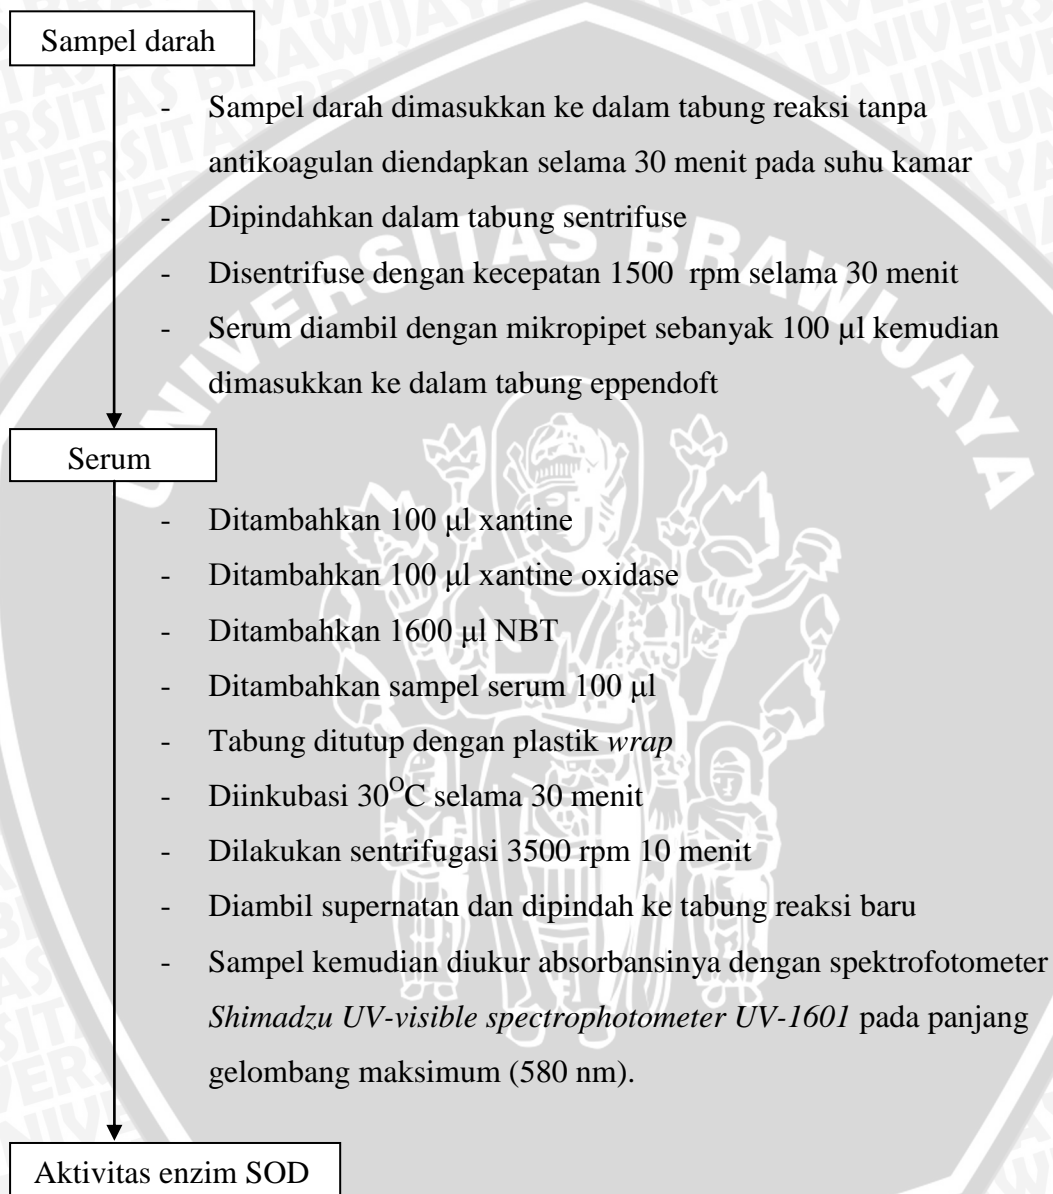 Sampel darah
- Sampel darah dimasukkan ke dalam tabung reaksi tanpa
antikoagulan diendapkan selama 30 menit pada suhu kamar
- Dipindahkan dalam tabung sentrifuse
- Disentrifuse dengan kecepatan 1500 rpm selama 30 menit
- Serum diambil dengan mikropipet sebanyak 100 µl kemudian
dimasukkan ke dalam tabung eppendoft
Serum
- Ditambahkan 100 µl xantine
- Ditambahkan 100 µl xantine oxidase
- Ditambahkan 1600 µl NBT
- Ditambahkan sampel serum 100 µl
- Tabung ditutup dengan plastik wrap
- Diinkubasi 30^OC selama 30 menit
- Dilakukan sentrifugasi 3500 rpm 10 menit
- Diambil supernatan dan dipindah ke tabung reaksi baru
- Sampel kemudian diukur absorbansinya dengan spektrofotometer
Shimadzu UV-visible spectrophotometer UV-1601 pada panjang
gelombang maksimum (580 nm).
Aktivitas enzim SOD
UNIVERSITAS BRAWIJAYA